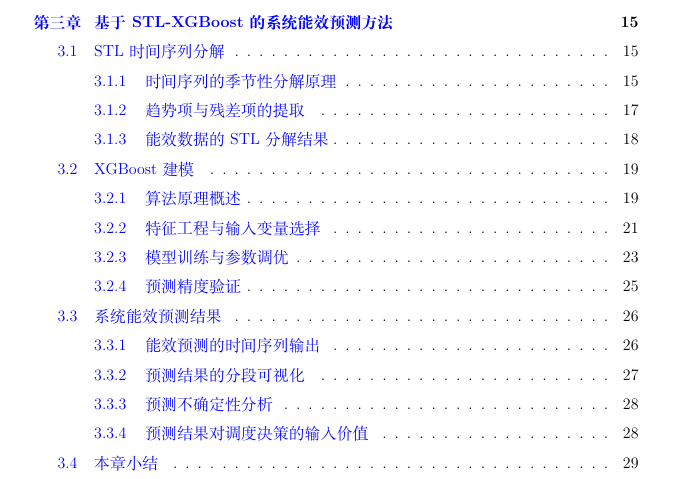 第三章 基于 STL-XGBoost 的系统能效预测方法 15
3.1 STL 时间序列分解 . . . . . . . . . . . . . . . . . . . . . . . . . . . . . . . 15
3.1.1 时间序列的季节性分解原理 . . . . . . . . . . . . . . . . . . . . . . 15
3.1.2 趋势项与残差项的提取 . . . . . . . . . . . . . . . . . . . . . . . . 17
3.1.3 能效数据的 STL 分解结果 . . . . . . . . . . . . . . . . . . . . . . . 18
3.2 XGBoost 建模 . . . . . . . . . . . . . . . . . . . . . . . . . . . . . . . . . 19
3.2.1 算法原理概述 . . . . . . . . . . . . . . . . . . . . . . . . . . . . . . 19
3.2.2 特征工程与输入变量选择 . . . . . . . . . . . . . . . . . . . . . . . 21
3.2.3 模型训练与参数调优 . . . . . . . . . . . . . . . . . . . . . . . . . . 23
3.2.4 预测精度验证 . . . . . . . . . . . . . . . . . . . . . . . . . . . . . . 25
3.3 系统能效预测结果 . . . . . . . . . . . . . . . . . . . . . . . . . . . . . . . 26
3.3.1 能效预测的时间序列输出 . . . . . . . . . . . . . . . . . . . . . . . 26
3.3.2 预测结果的分段可视化 . . . . . . . . . . . . . . . . . . . . . . . . 27
3.3.3 预测不确定性分析 . . . . . . . . . . . . . . . . . . . . . . . . . . . 28
3.3.4 预测结果对调度决策的输入价值 . . . . . . . . . . . . . . . . . . . 28
3.4 本章小结 . . . . . . . . . . . . . . . . . . . . . . . . . . . . . . . . . . . . 29